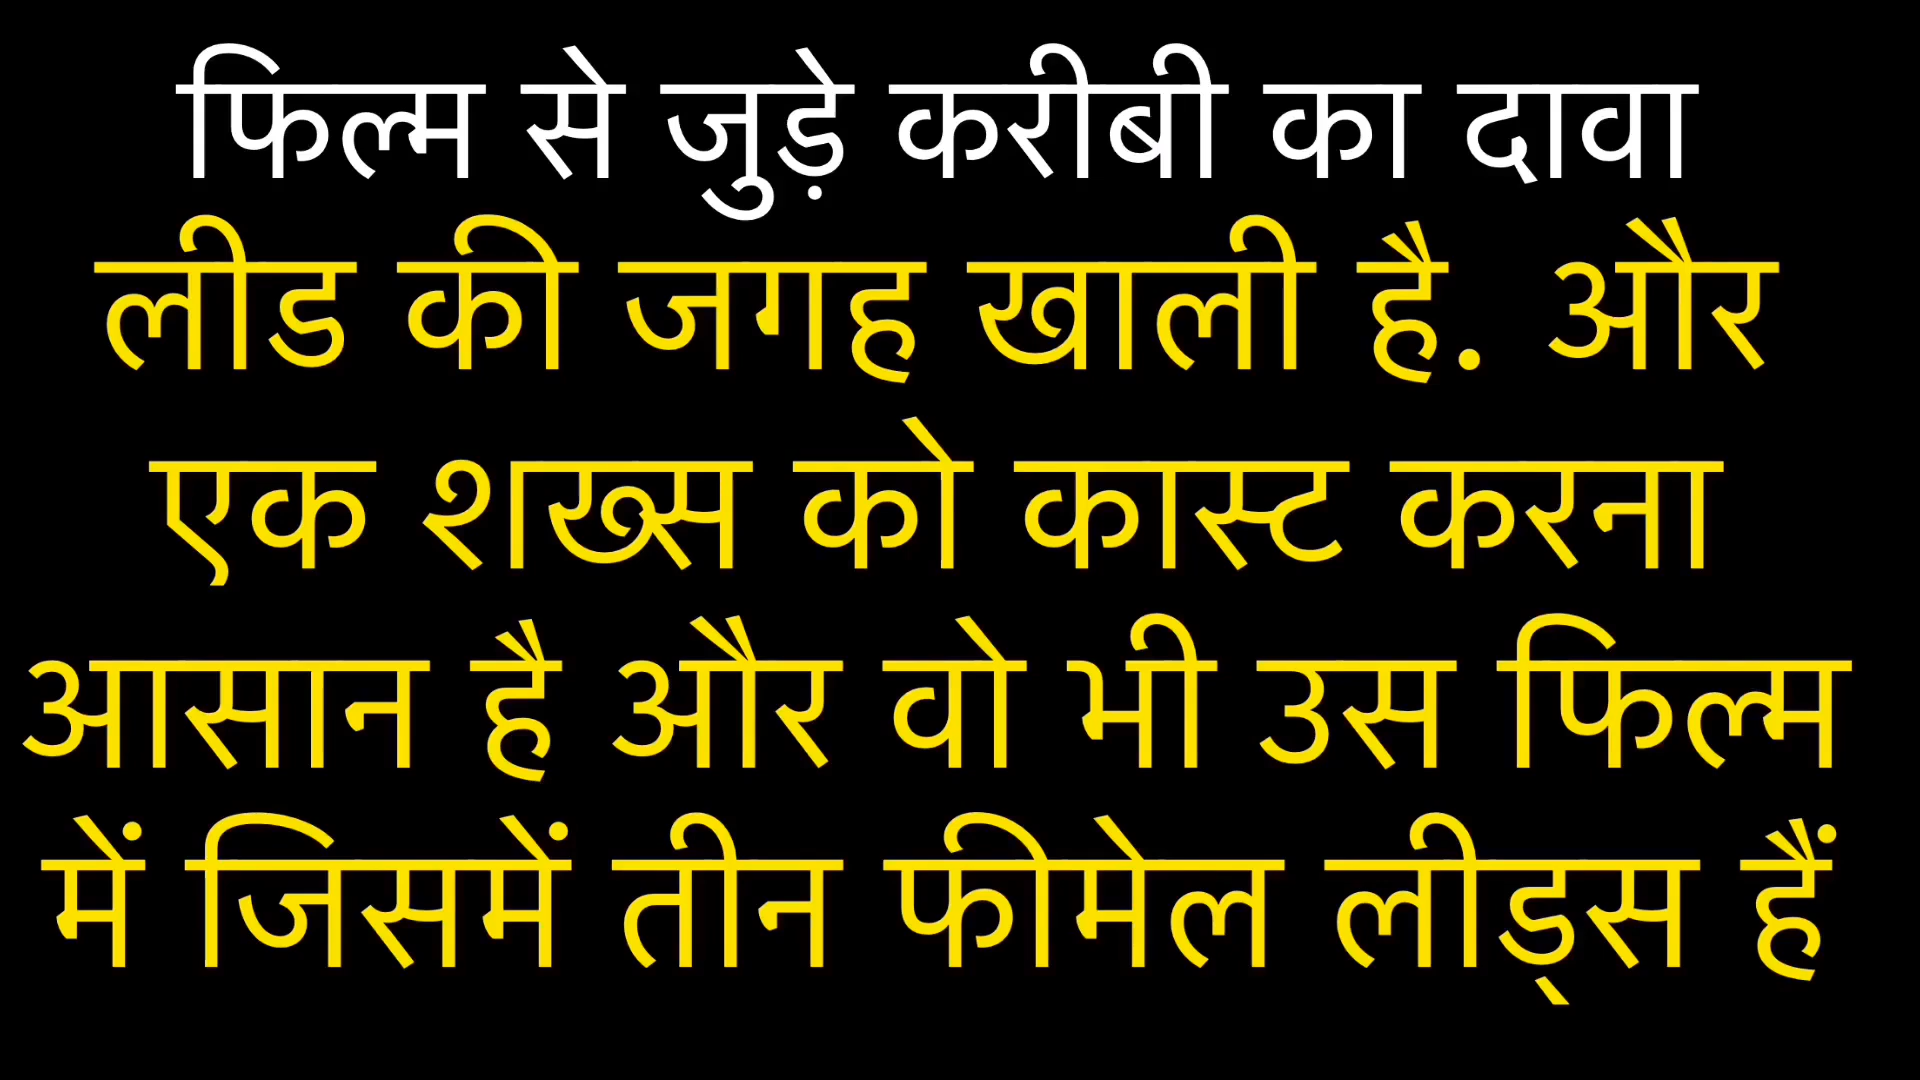 फिल्म से जुड़े करीबी का दावा
लीड की जगह खाली है. और
एक शख्स को कास्ट करना
आसान है और वो भी उस फिल्म
में जिसमें तीन फीमेल लीड्स हैं